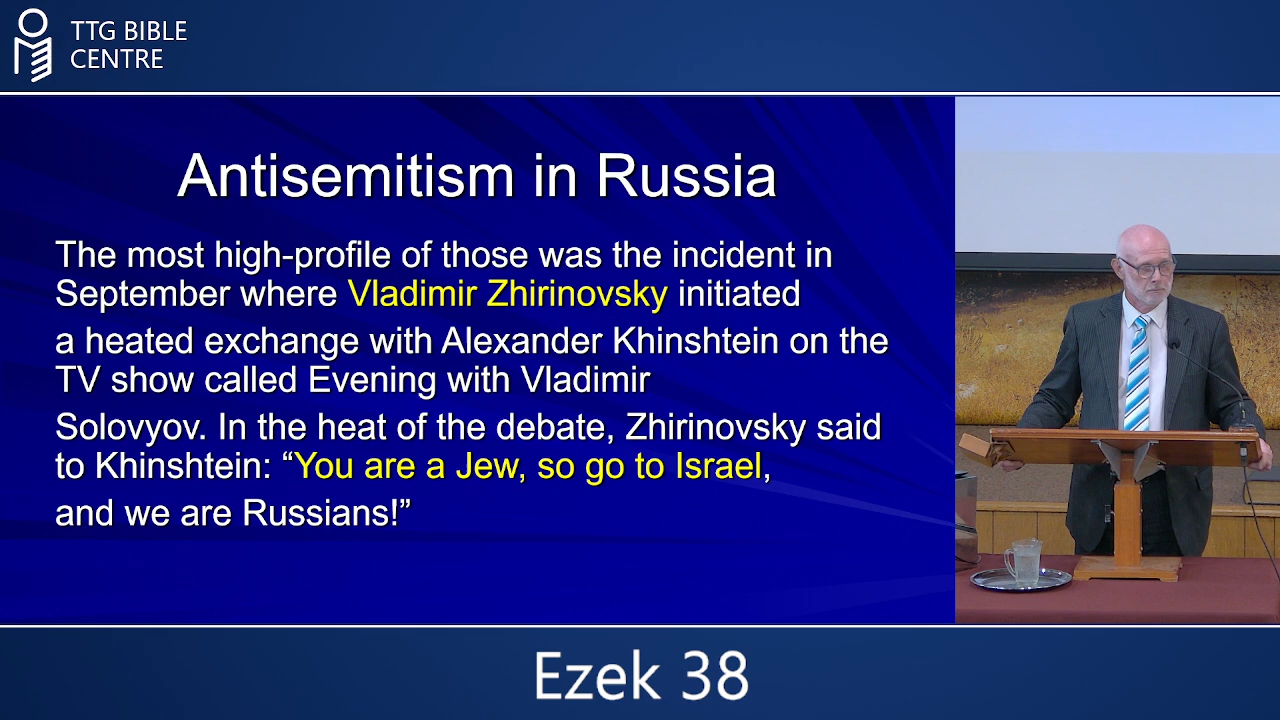 TTG BIBLE
CENTRE
Antisemitism in Russia
The most high-profile of those was the incident in
September where Vladimir Zhirinovsky initiated
a heated exchange with Alexander Khinshtein on the
TV show called Evening with Vladimir
Solovyov. In the heat of the debate, Zhirinovsky said
to Khinshtein: “You are a Jew, so go to Israel,
and we are Russians!”
Ezek 38